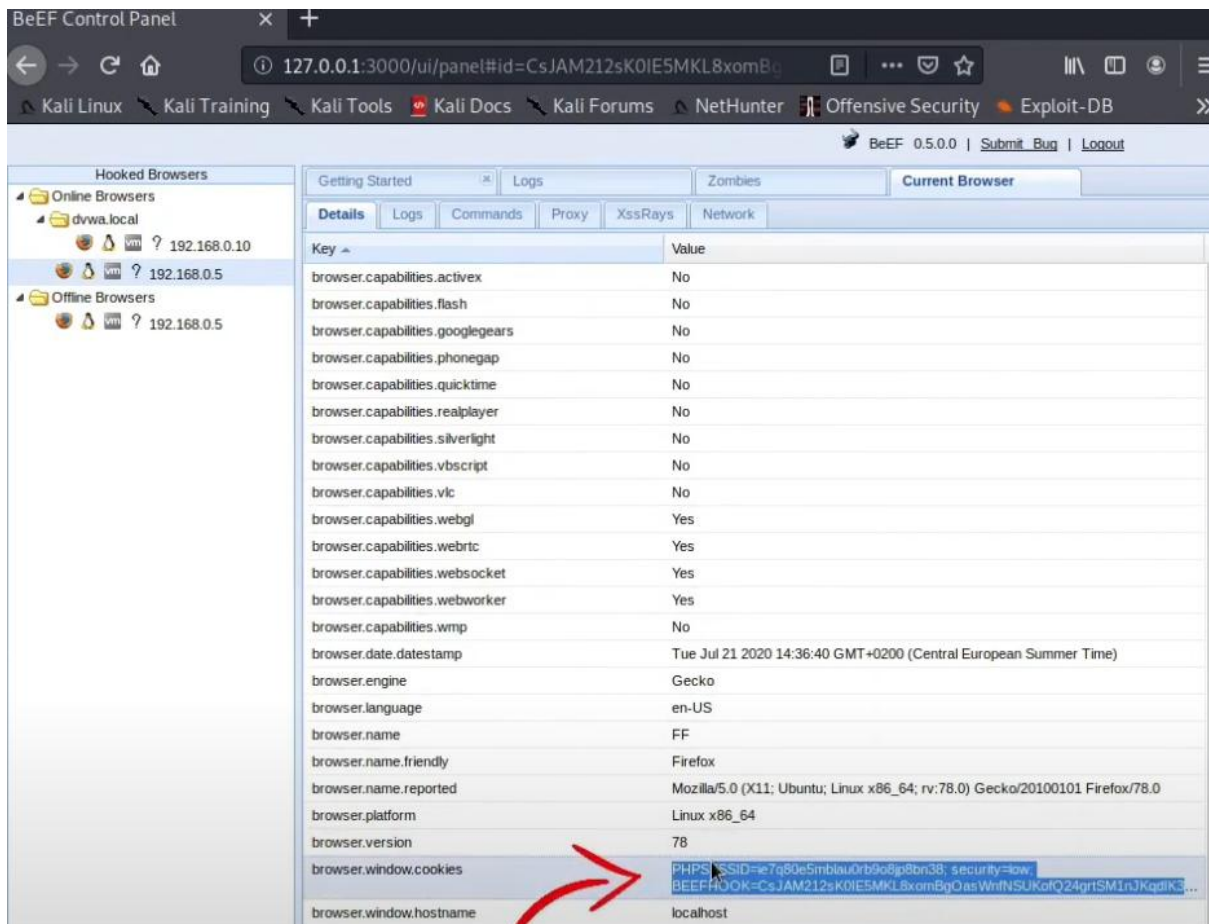 BeEF Control Panel
127.0.0.1:3000/ui/panel#id=CsJAM212sK0IE5MKL8xomBg
Kali Linux Kali Training Kali Tools Kali Docs Kali Forums NetHunter Offensive Security Exploit-DB
BeEF 0.5.0.0 | Submit Bug | Logout
Hooked Browsers
Online Browsers
dvwa.local
? 192.168.0.10
? 192.168.0.5
Offline Browsers
? 192.168.0.5
Getting Started Logs Zombies Current Browser
Details Logs Commands Proxy XssRays Network
Key Value
browser.capabilities.activex No
browser.capabilities.flash No
browser.capabilities.googlegears No
browser.capabilities.phonegap No
browser.capabilities.quicktime No
browser.capabilities.realplayer No
browser.capabilities.silverlight No
browser.capabilities.vbscript No
browser.capabilities.vlc No
browser.capabilities.webgl Yes
browser.capabilities.webrtc Yes
browser.capabilities.websocket Yes
browser.capabilities.webworker Yes
browser.capabilities.wmp No
browser.date.datestamp Tue Jul 21 2020 14:36:40 GMT+0200 (Central European Summer Time)
browser.engine Gecko
browser.language en-US
browser.name FF
browser.name.friendly Firefox
browser.name.reported Mozilla/5.0 (X11; Ubuntu; Linux x86_64; rv:78.0) Gecko/20100101 Firefox/78.0
browser.platform Linux x86_64
browser.version 78
browser.window.cookies PHPSESSID=ie7q80e5mblau0rb9o8jp8bn38; security=low;
BEEFHOOK=CsJAM212sK0IE5MKL8xomBgOasWnfNSUKofQ24grtSM1nJKqdlK3...
browser.window.hostname localhost